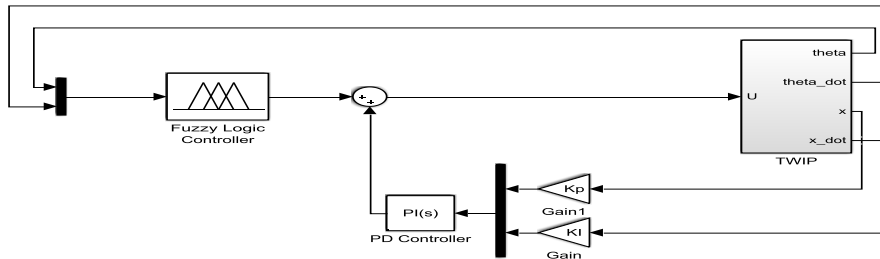 theta
theta_dot
U
x
x_dot
TWIP
Fuzzy Logic
Controller
+
+
Kp
Gain1
PI(s)
PD Controller
KI
Gain